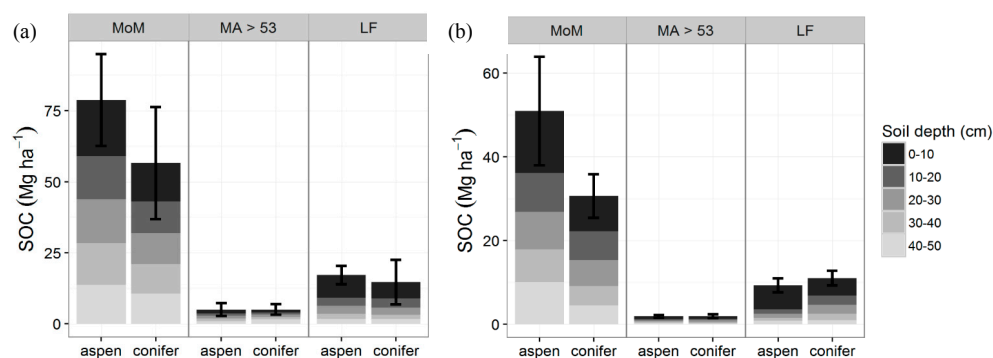 (a)
MoM MA > 53 LF
SOC (Mg ha⁻¹)
75
50
25
0
aspen conifer aspen conifer aspen conifer
(b)
MoM MA > 53 LF
SOC (Mg ha⁻¹)
60
40
20
0
aspen conifer aspen conifer aspen conifer
Soil depth (cm)
0-10
10-20
20-30
30-40
40-50